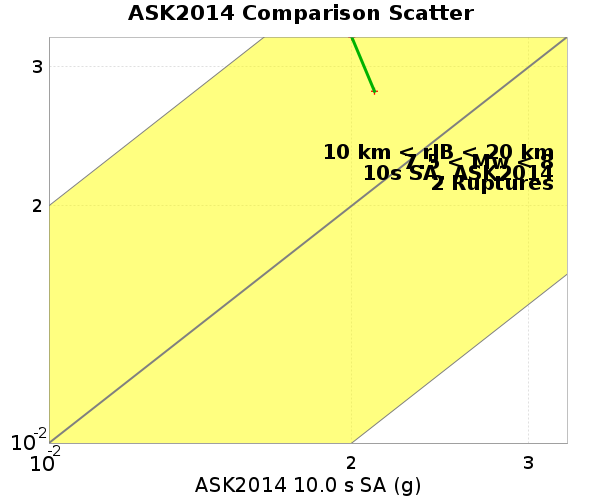 ASK2014 Comparison Scatter
3
10 km < rJB < 20 km
7.5 < Mw < 8
10s SA, ASK2014
2 Ruptures
2
10-2
10-2
2
3
ASK2014 10.0 s SA (g)